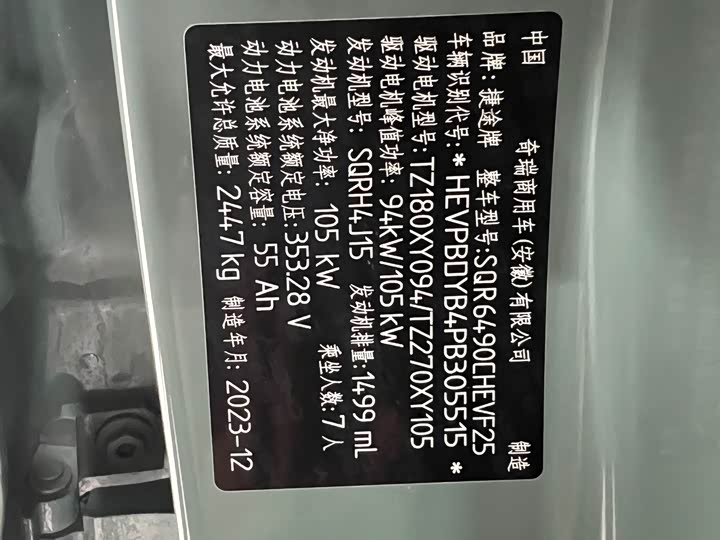 中国 奇瑞商用车(安徽)有限公司 制造
品牌: 捷途牌 整车型号:SQR6490CHEVF25
车辆识别代号: *HEVPBDYB4PB305515*
驱动电机型号:TZ180XY094/TZ270XY105
驱动电机峰值功率: 94kW/105kW
发动机型号: SQRH4J15 发动机排量:1499 mL
发动机最大净功率: 105 kW 乘坐人数:7人
动力电池系统额定电压:353.28 V
动力电池系统额定容量: 55 Ah
最大允许总质量: 2447kg 制造年月: 2023-12